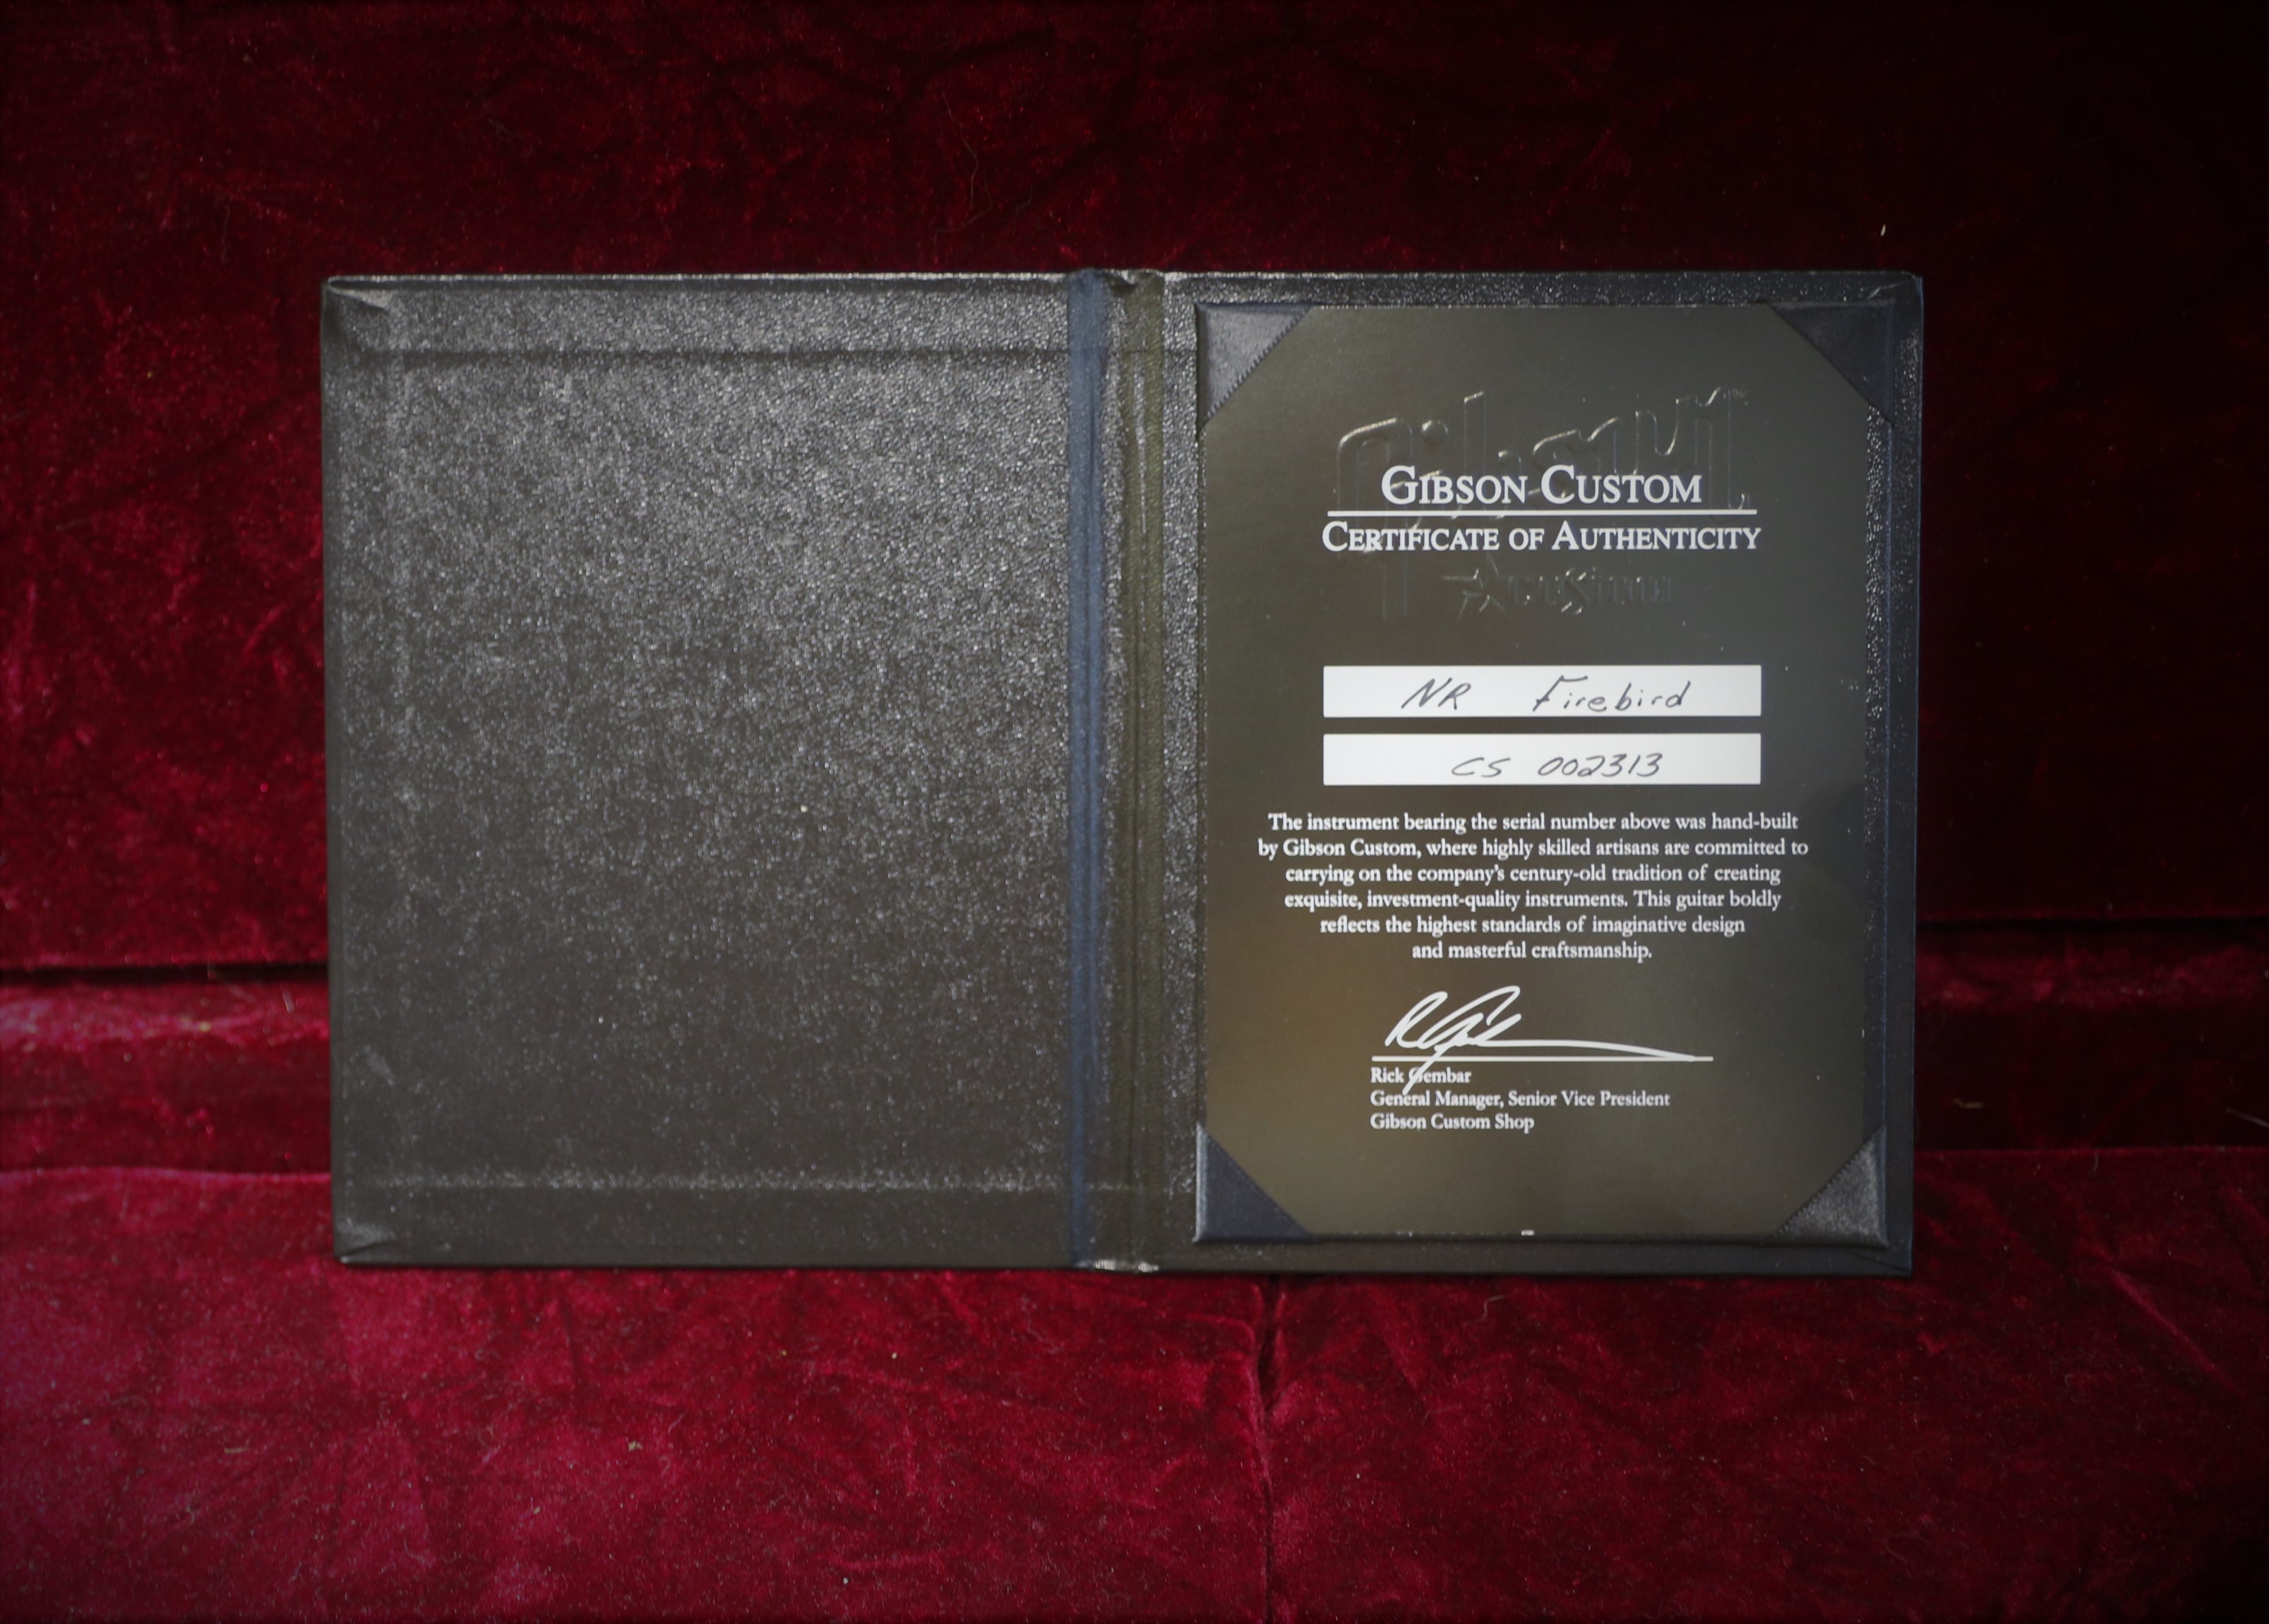 Gibson
GIBSON CUSTOM
CERTIFICATE OF AUTHENTICITY
Custom
NR Firebird
CS 002313
The instrument bearing the serial number above was hand-built
by Gibson Custom, where highly skilled artisans are committed to
carrying on the company's century-old tradition of creating
exquisite, investment-quality instruments. This guitar boldly
reflects the highest standards of imaginative design
and masterful craftsmanship.
Rick Gembar
General Manager, Senior Vice President
Gibson Custom Shop